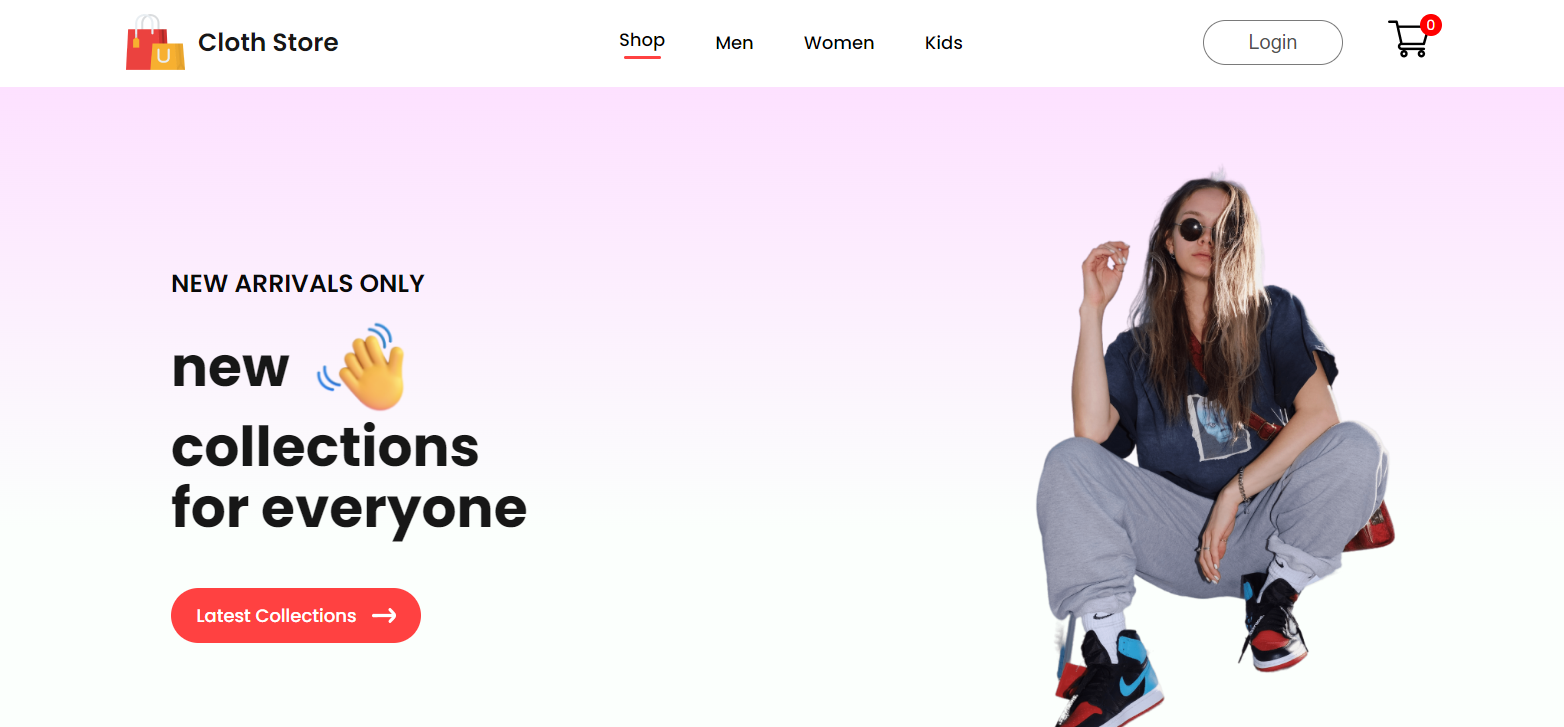 Cloth Store
Shop
Men
Women
Kids
Login
0
U
NEW ARRIVALS ONLY
new
collections
for everyone
Latest Collections